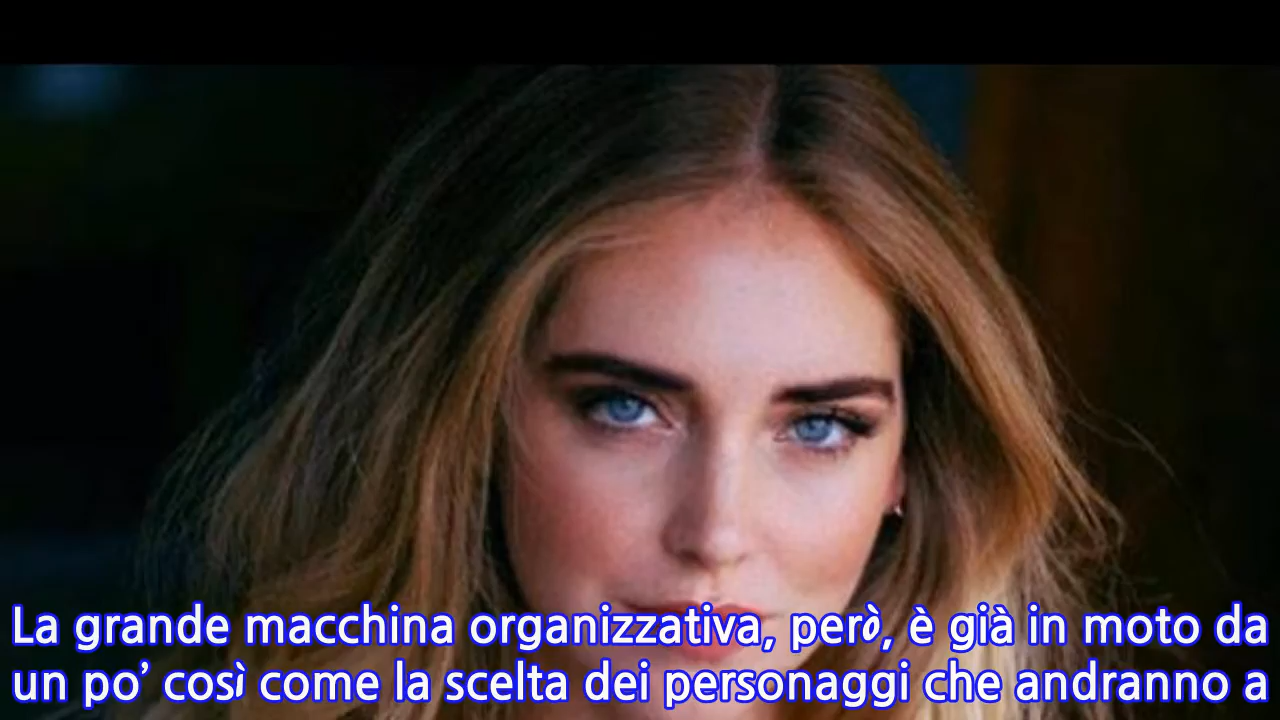 La grande macchina organizzativa, però, è già in moto da
un po’ così come la scelta dei personaggi che andranno a